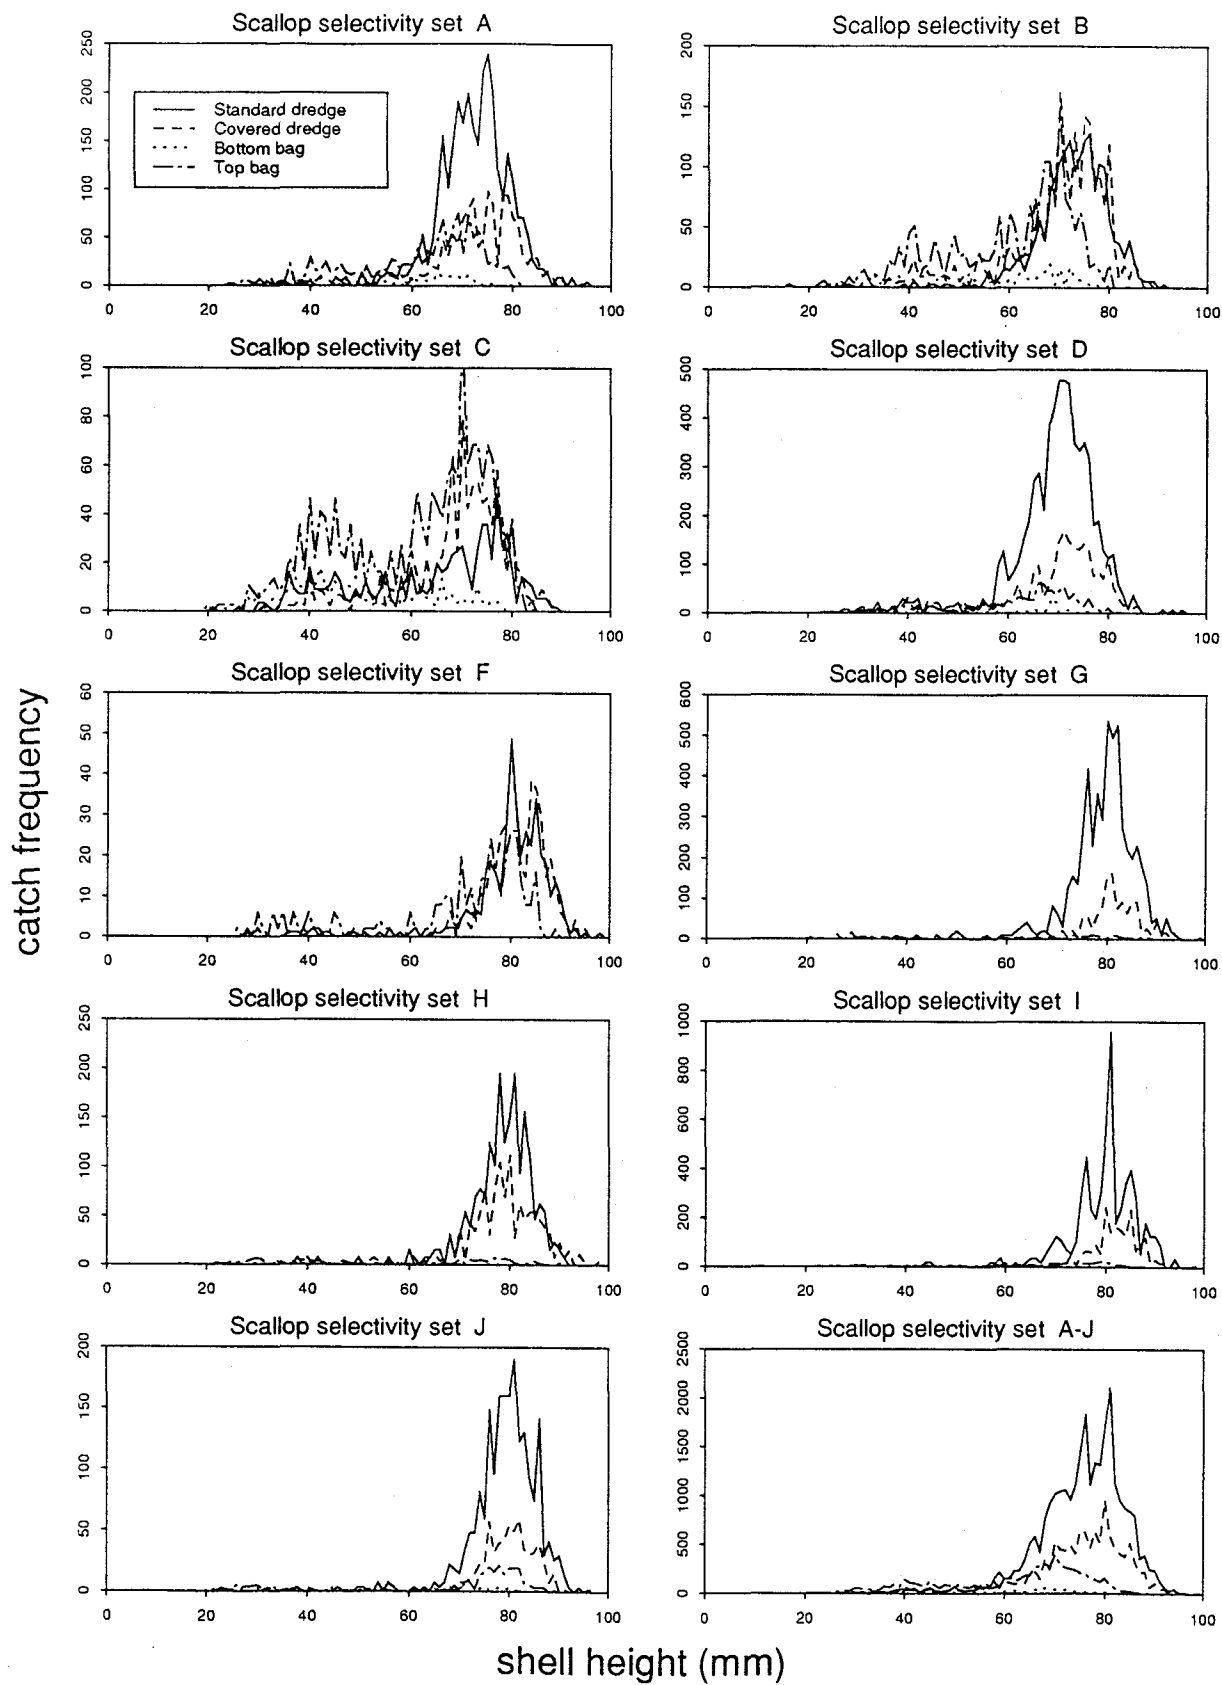 Scallop selectivity set A
250
200
150
100
50
0
Standard dredge
Covered dredge
Bottom bag
Top bag
0 20 40 60 80 100
Scallop selectivity set B
200
150
100
50
0
0 20 40 60 80 100
Scallop selectivity set C
100
80
60
40
20
0
0 20 40 60 80 100
Scallop selectivity set D
500
400
300
200
100
0
0 20 40 60 80 100
Scallop selectivity set F
60
50
40
30
20
10
0
0 20 40 60 80 100
Scallop selectivity set G
600
500
400
300
200
100
0
0 20 40 60 80 100
Scallop selectivity set H
250
200
150
100
50
0
0 20 40 60 80 100
Scallop selectivity set I
1000
800
600
400
200
0
0 20 40 60 80 100
Scallop selectivity set J
200
150
100
50
0
0 20 40 60 80 100
Scallop selectivity set A-J
2500
2000
1500
1000
500
0
0 20 40 60 80 100
catch frequency
shell height (mm)